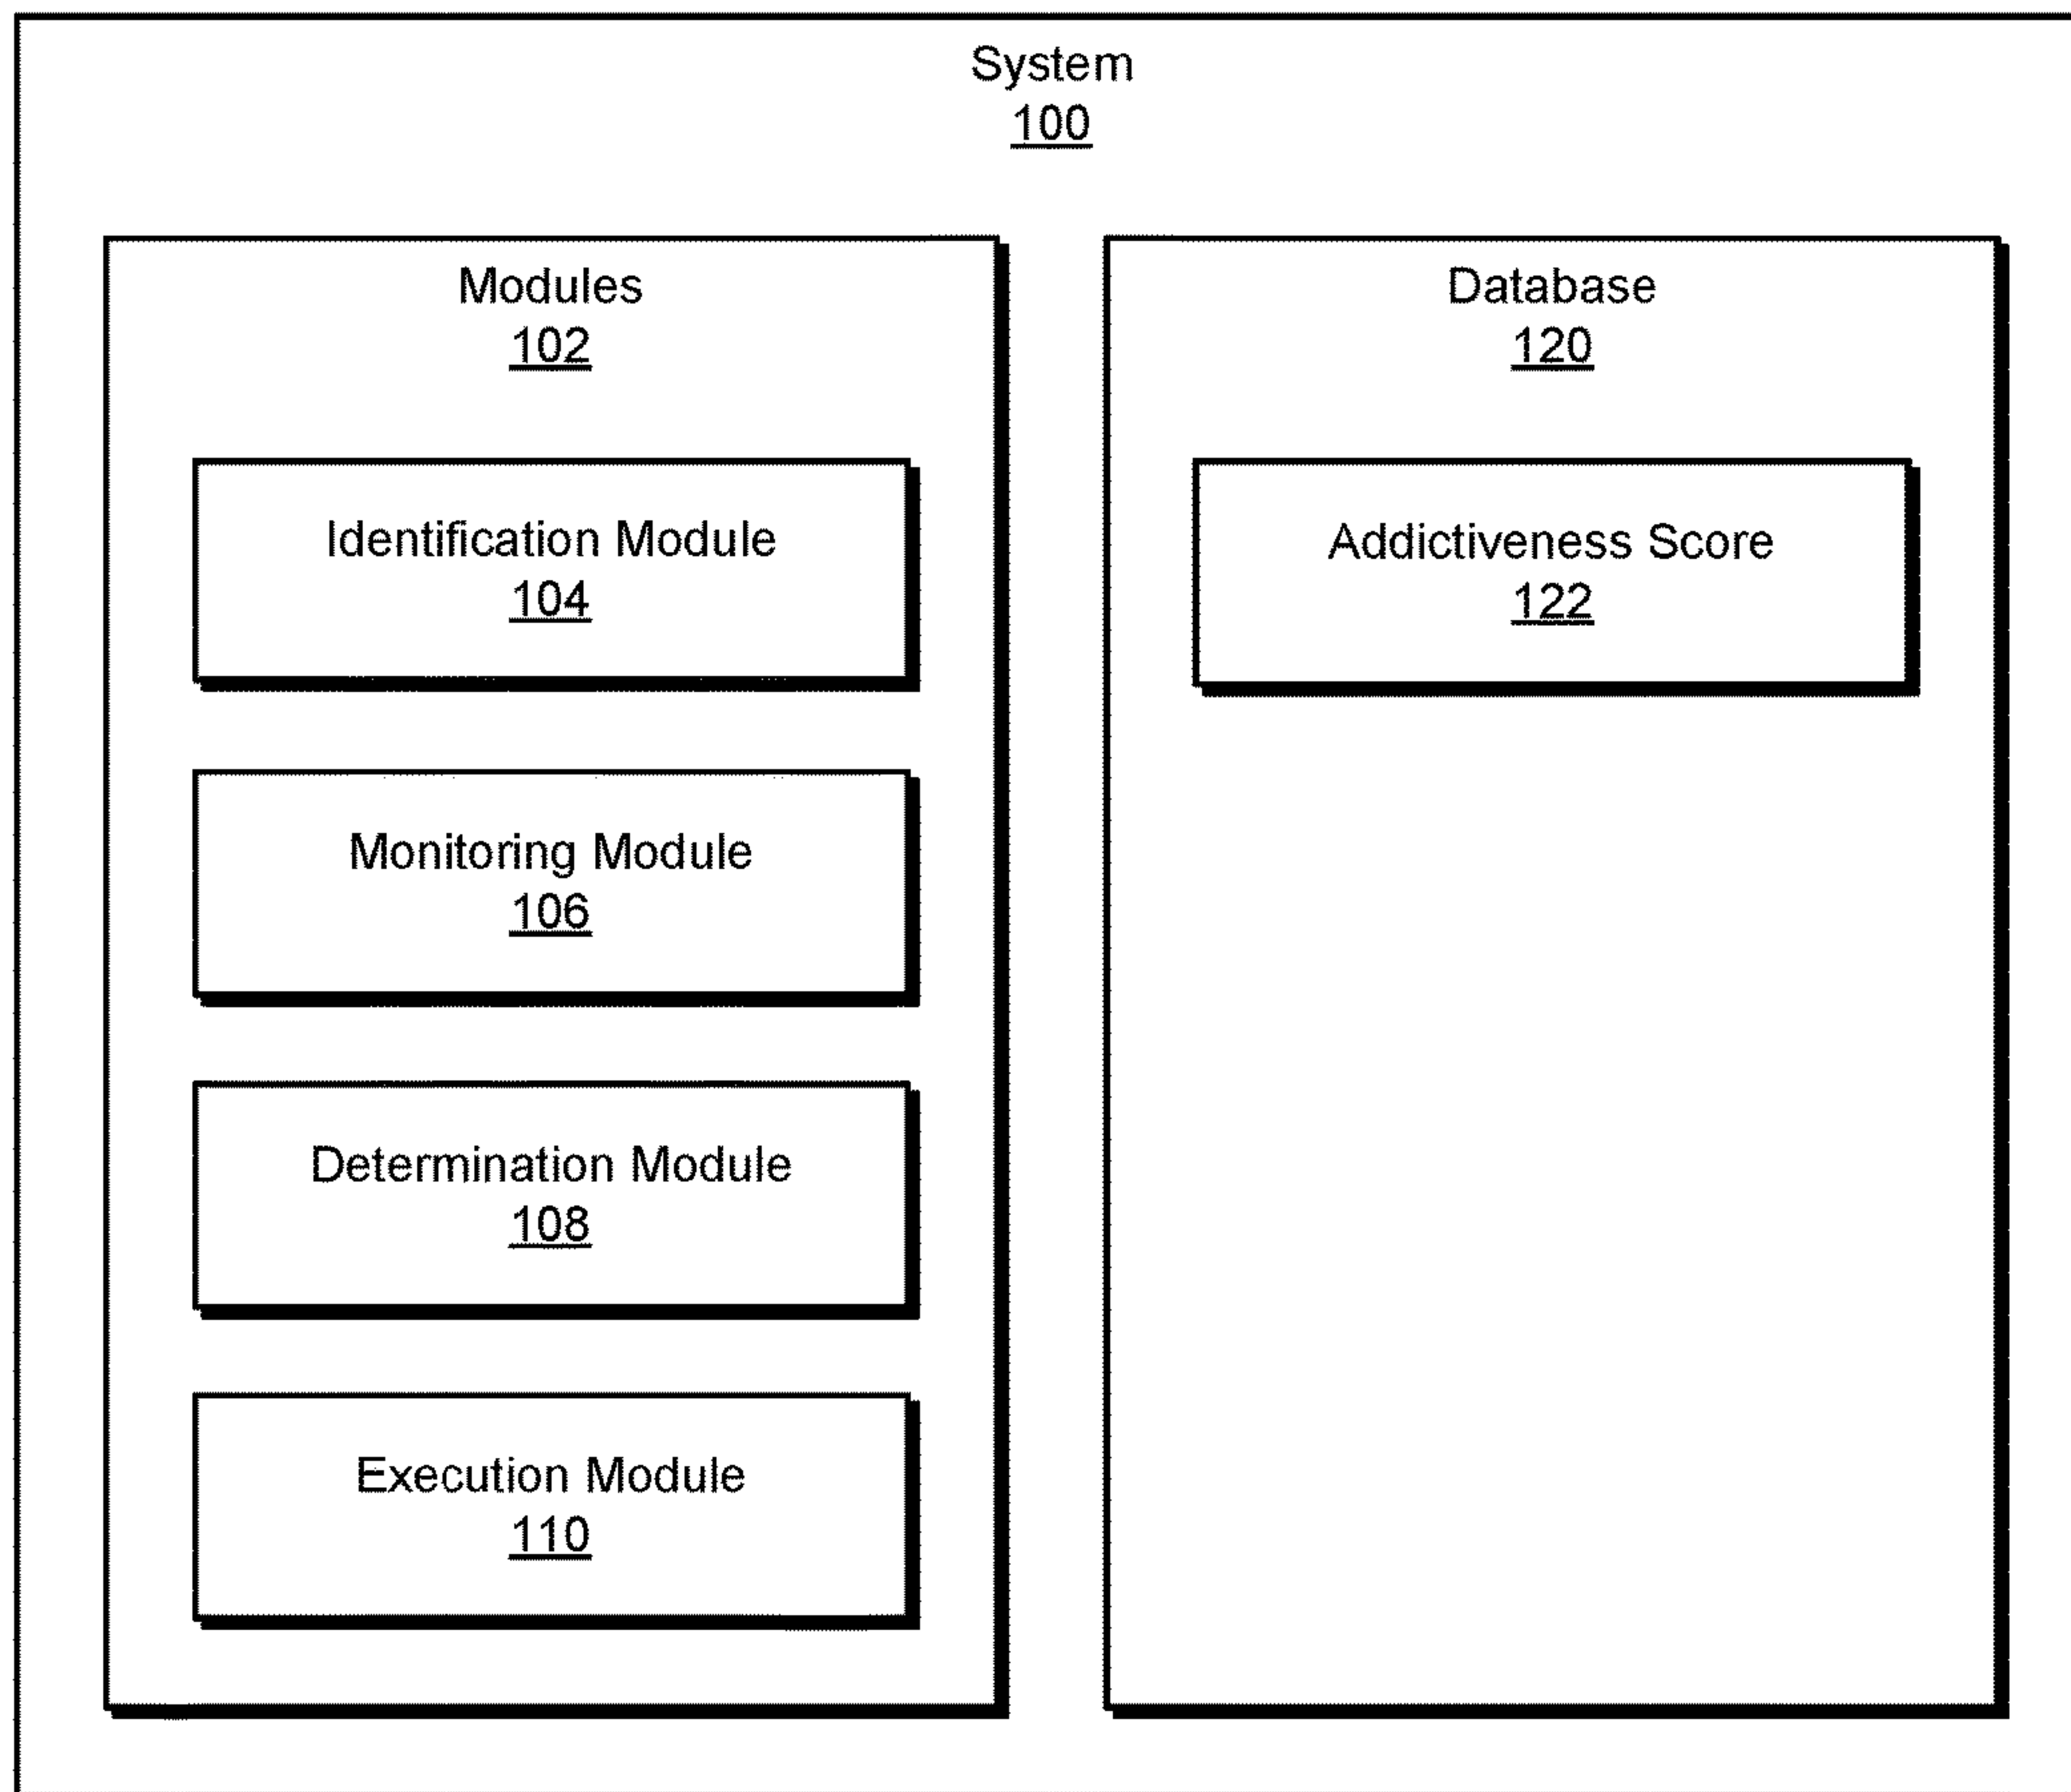 System
100
Modules
102
Identification Module
104
Monitoring Module
106
Determination Module
108
Execution Module
110
Database
120
Addictiveness Score
122